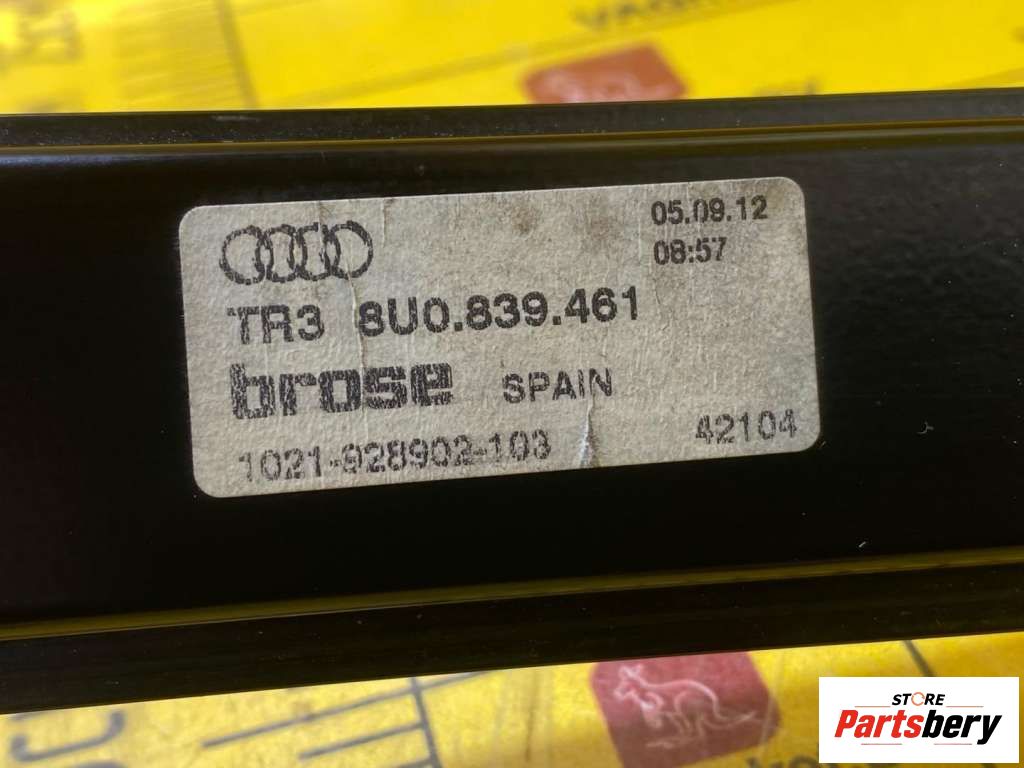 05.09.12
08:57
TR3 8U0.839.461
brose SPAIN
1021-928902-103
42104
STORE
Partsbery